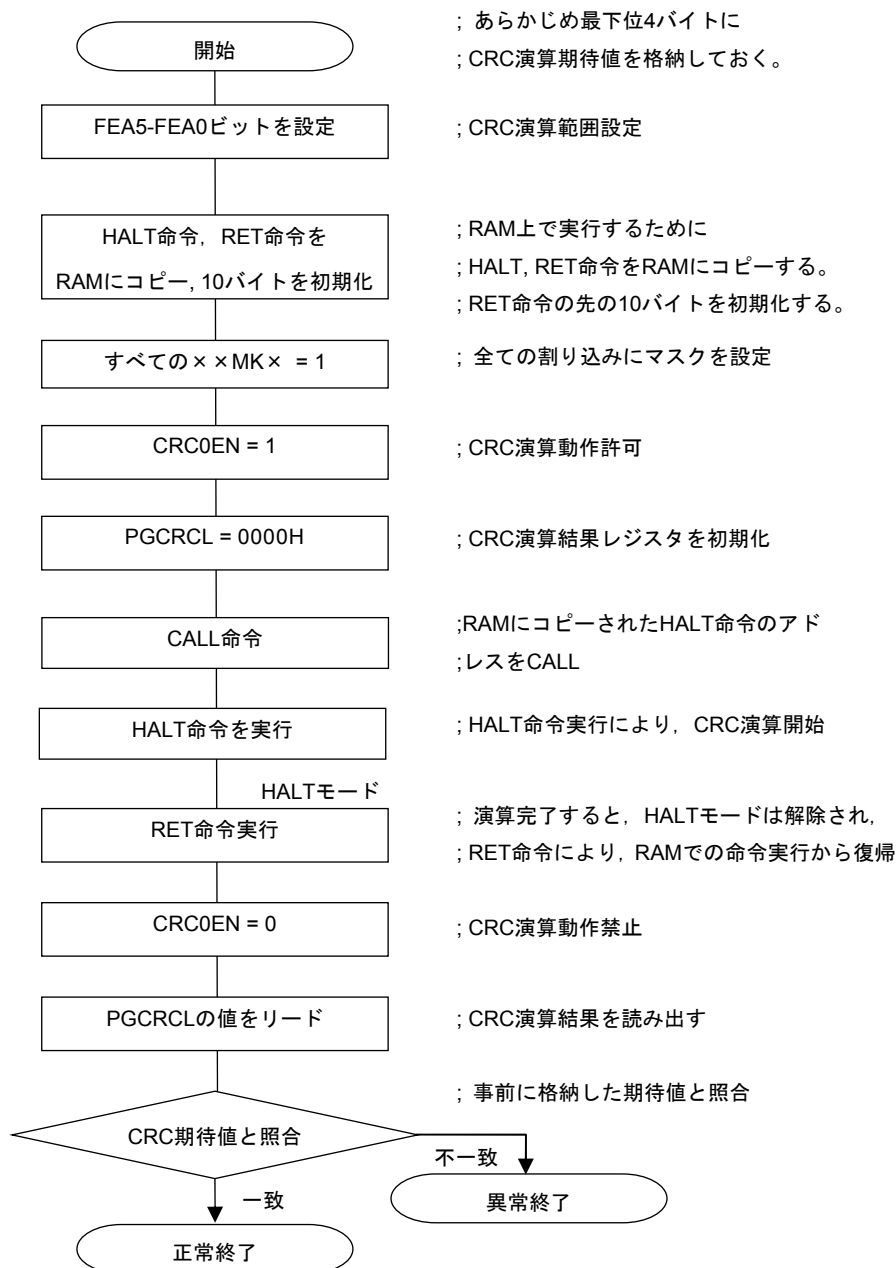 ; あらかじめ最下位4バイトに
開始
; CRC演算期待値を格納しておく。
FEA5-FEA0ビットを設定
; CRC演算範囲設定
HALT命令，RET命令を
RAMにコピー, 10バイトを初期化
; RAM上で実行するために
; HALT, RET命令をRAMにコピーする。
; RET命令の先の10バイトを初期化する。
すべての××MK× = 1
; 全ての割り込みにマスクを設定
CRC0EN = 1
; CRC演算動作許可
PGCRCL = 0000H
; CRC演算結果レジスタを初期化
CALL命令
;RAMにコピーされたHALT命令のアド
;レスをCALL
HALT命令を実行
; HALT命令実行により，CRC演算開始
HALTモード
RET命令実行
; 演算完了すると，HALTモードは解除され，
; RET命令により，RAMでの命令実行から復帰
CRC0EN = 0
; CRC演算動作禁止
PGCRCLの値をリード
; CRC演算結果を読み出す
; 事前に格納した期待値と照合
CRC期待値と照合
不一致
一致
異常終了
正常終了